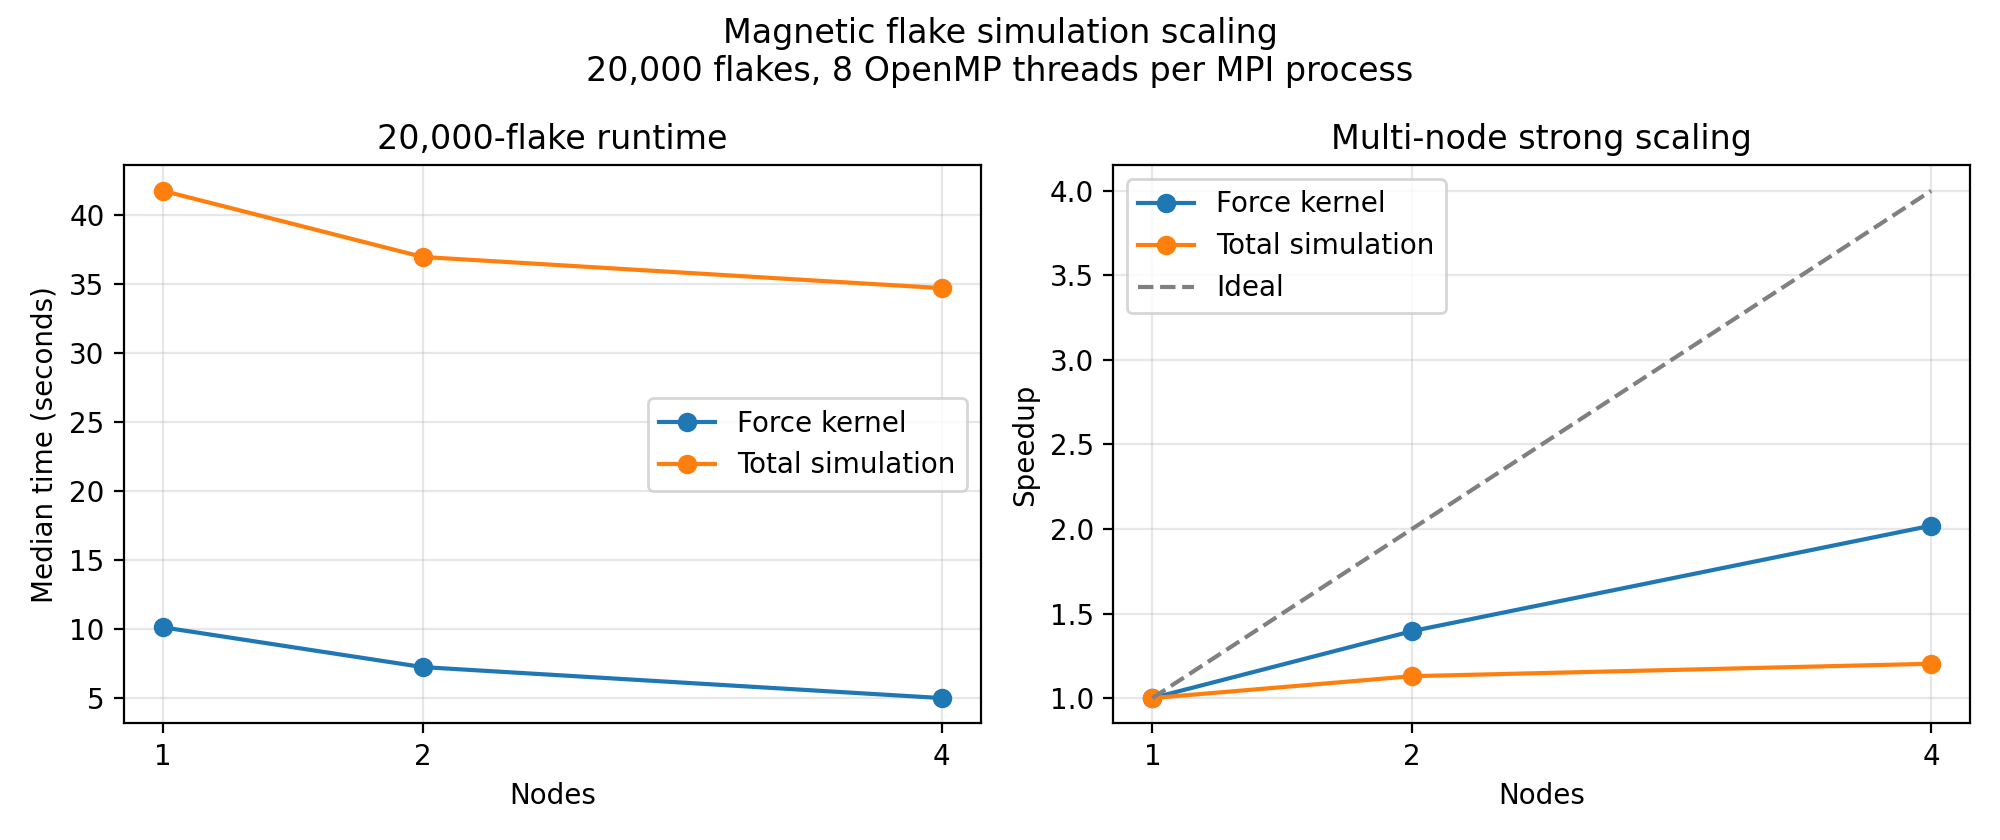 Magnetic flake simulation scaling
20,000 flakes, 8 OpenMP threads per MPI process
20,000-flake runtime
40
35
30
25
20
15
10
5
Median time (seconds)
Force kernel
Total simulation
1
2
4
Nodes
Multi-node strong scaling
4.0
3.5
3.0
2.5
2.0
1.5
1.0
Speedup
Force kernel
Total simulation
Ideal
1
2
4
Nodes